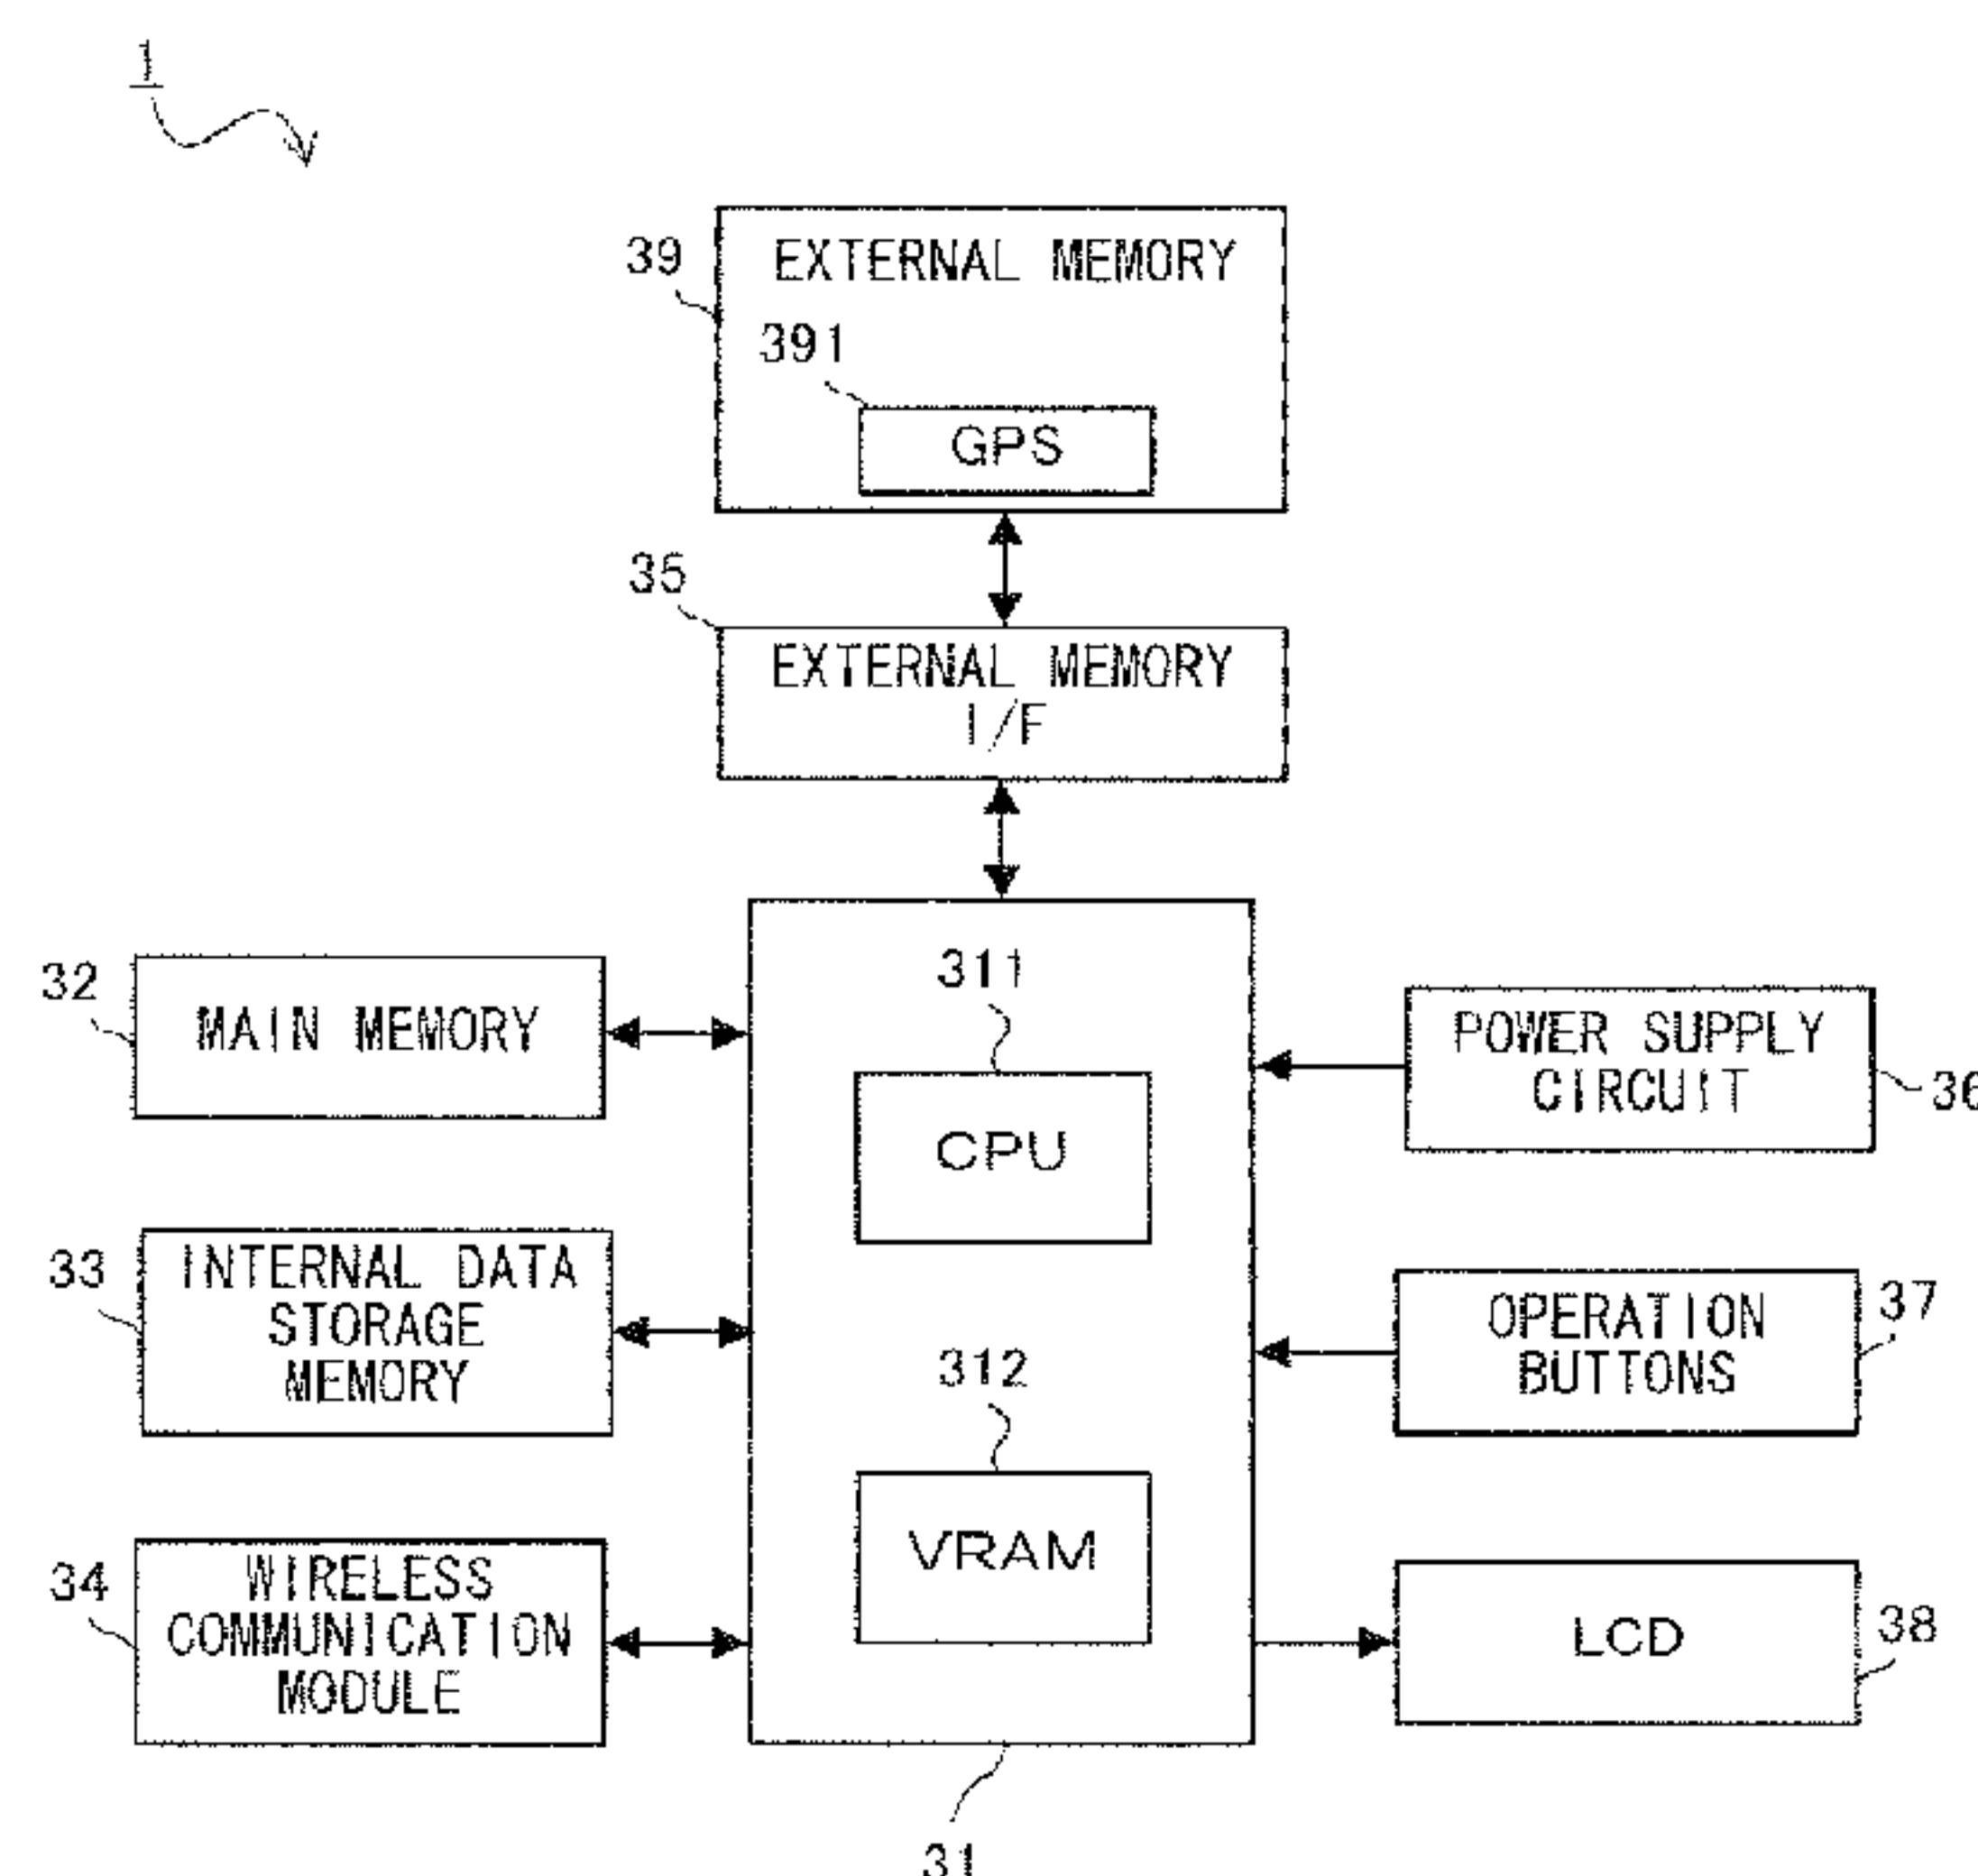 1
39
EXTERNAL MEMORY
391
GPS
35
EXTERNAL MEMORY
I/F
32
MAIN MEMORY
311
CPU
POWER SUPPLY
CIRCUIT
36
33
INTERNAL DATA
STORAGE
MEMORY
312
VRAM
OPERATION
BUTTONS
37
34
WIRELESS
COMMUNICATION
MODULE
LCD
38
31